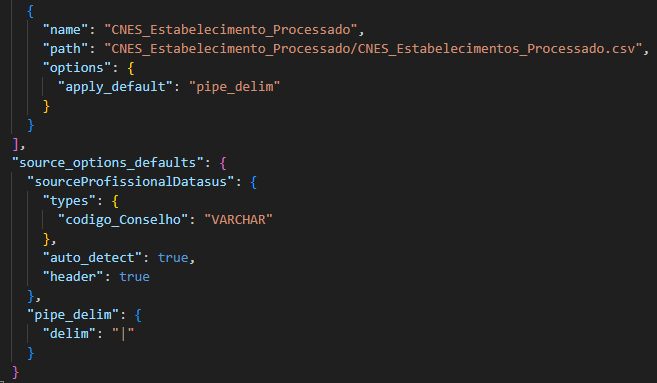 {
"name": "CNES_Estabelecimento_Processado",
"path": "CNES_Estabelecimento_Processado/CNES_Estabelecimentos_Processado.csv",
"options": {
"apply_default": "pipe_delim"
}
}
],
"source_options_defaults": {
"sourceProfissionalDatasus": {
"types": {
"codigo_Conselho": "VARCHAR"
},
"auto_detect": true,
"header": true
},
"pipe_delim": {
"delim": "|"
}
}